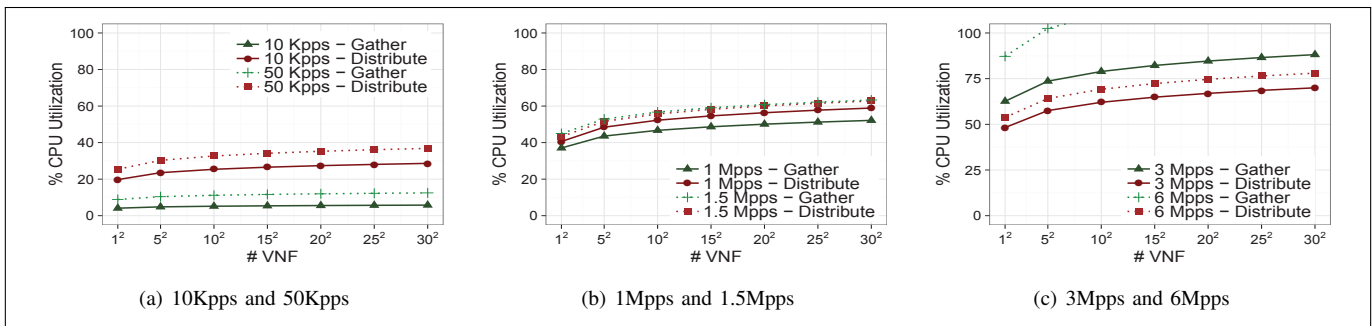 100
80
60
40
20
0
% CPU Utilization
10 Kpps − Gather
10 Kpps − Distribute
50 Kpps − Gather
50 Kpps − Distribute
1² 5² 10² 15² 20² 25² 30²
# VNF
(a) 10Kpps and 50Kpps
100
80
60
40
20
0
% CPU Utilization
1 Mpps − Gather
1 Mpps − Distribute
1.5 Mpps − Gather
1.5 Mpps − Distribute
1² 5² 10² 15² 20² 25² 30²
# VNF
(b) 1Mpps and 1.5Mpps
100
75
50
25
0
% CPU Utilization
3 Mpps − Gather
3 Mpps − Distribute
6 Mpps − Gather
6 Mpps − Distribute
1² 5² 10² 15² 20² 25² 30²
# VNF
(c) 3Mpps and 6Mpps